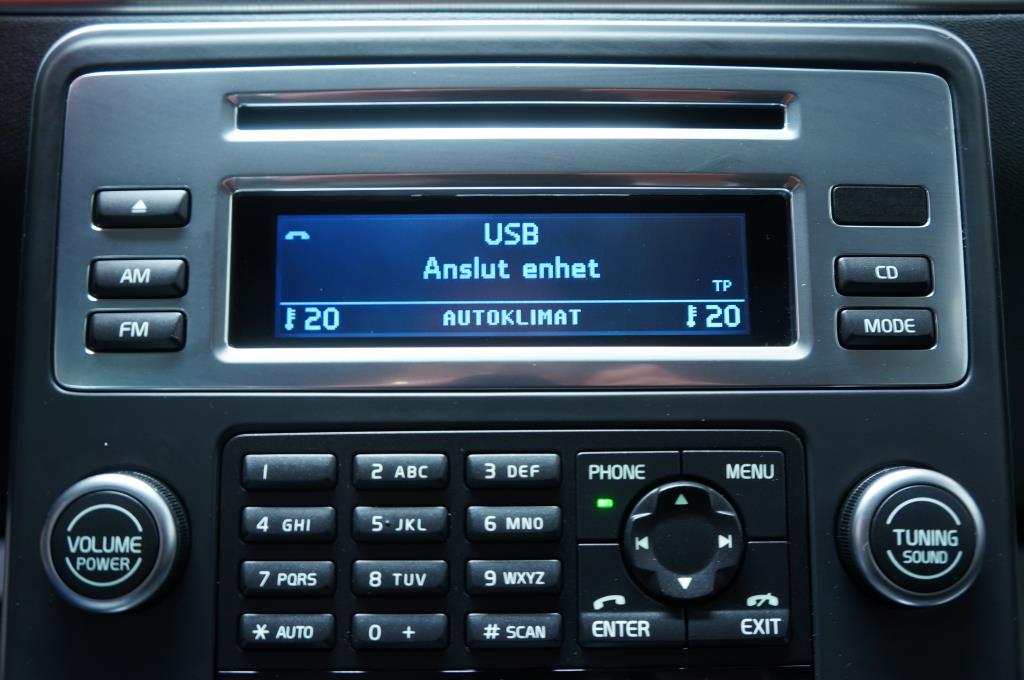 USB
Anslut enhet
TP
20 AUTOKLIMAT 20
AM
FM
CD
MODE
VOLUME
POWER
1
2 ABC
3 DEF
4 GHI
5 JKL
6 MNO
7 PQRS
8 TUV
9 WXYZ
* AUTO
0 +
# SCAN
PHONE
MENU
ENTER
EXIT
TUNING
SOUND